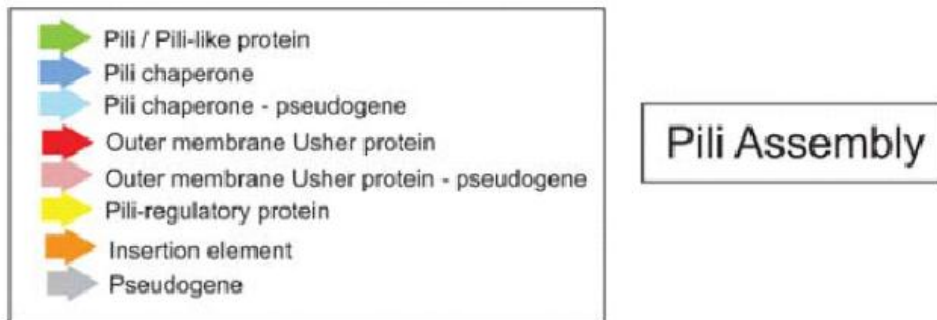 Pili / Pili-like protein
Pili chaperone
Pili chaperone - pseudogene
Outer membrane Usher protein
Outer membrane Usher protein - pseudogene
Pili-regulatory protein
Insertion element
Pseudogene
Pili Assembly